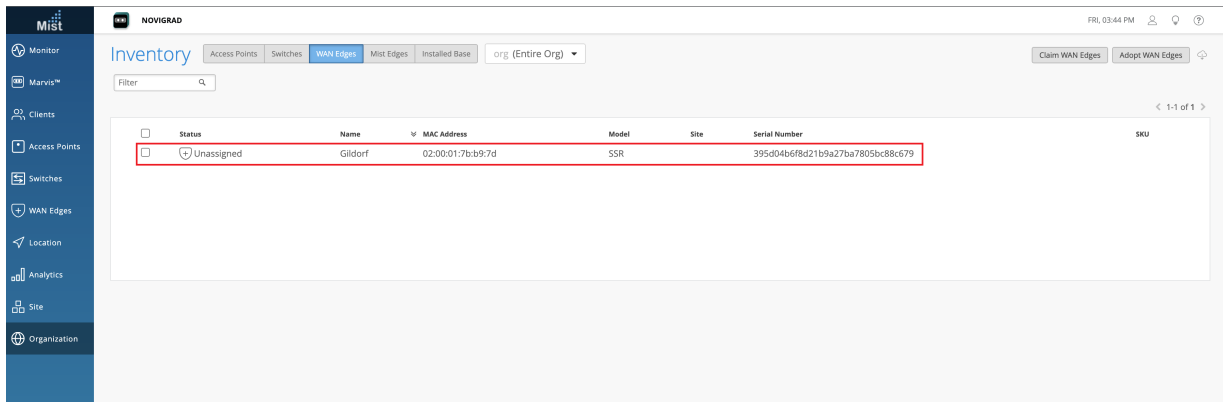 Mist
NOVIGRAD
FRI, 03:44 PM
Monitor
Marvis™
Clients
Access Points
Switches
WAN Edges
Location
Analytics
Site
Organization
Inventory
Access Points Switches WAN Edges Mist Edges Installed Base
org (Entire Org)
Claim WAN Edges Adopt WAN Edges
Filter
1-1 of 1
Status Name MAC Address Model Site Serial Number SKU
Unassigned Gildorf 02:00:01:7b:b9:7d SSR 395d04b6f8d21b9a27ba7805bc88c679